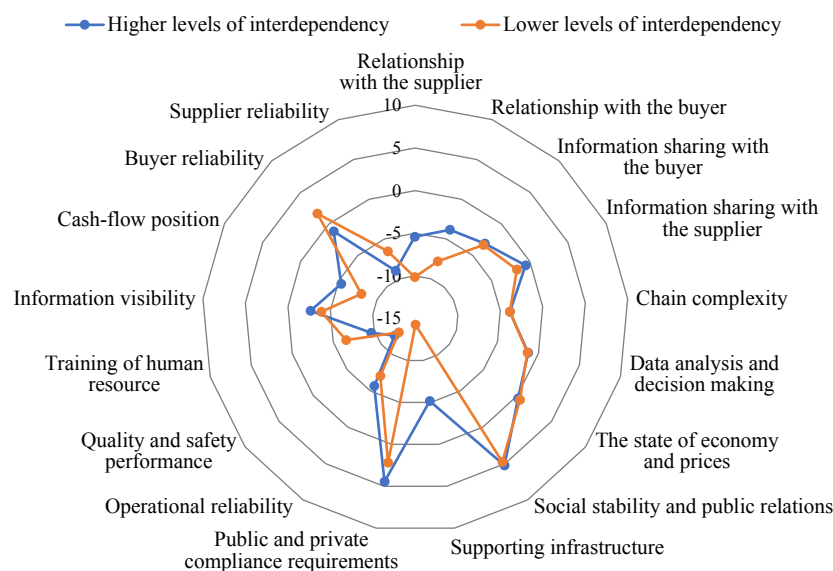 Higher levels of interdependency
Lower levels of interdependency
Relationship
with the supplier
Relationship with the buyer
Information sharing with
the buyer
Information sharing with
the supplier
Chain complexity
Data analysis and
decision making
The state of economy
and prices
Social stability and public relations
Supporting infrastructure
Public and private
compliance requirements
Operational reliability
Quality and safety
performance
Training of human
resource
Information visibility
Cash-flow position
Buyer reliability
Supplier reliability
10
5
0
-5
-10
-15